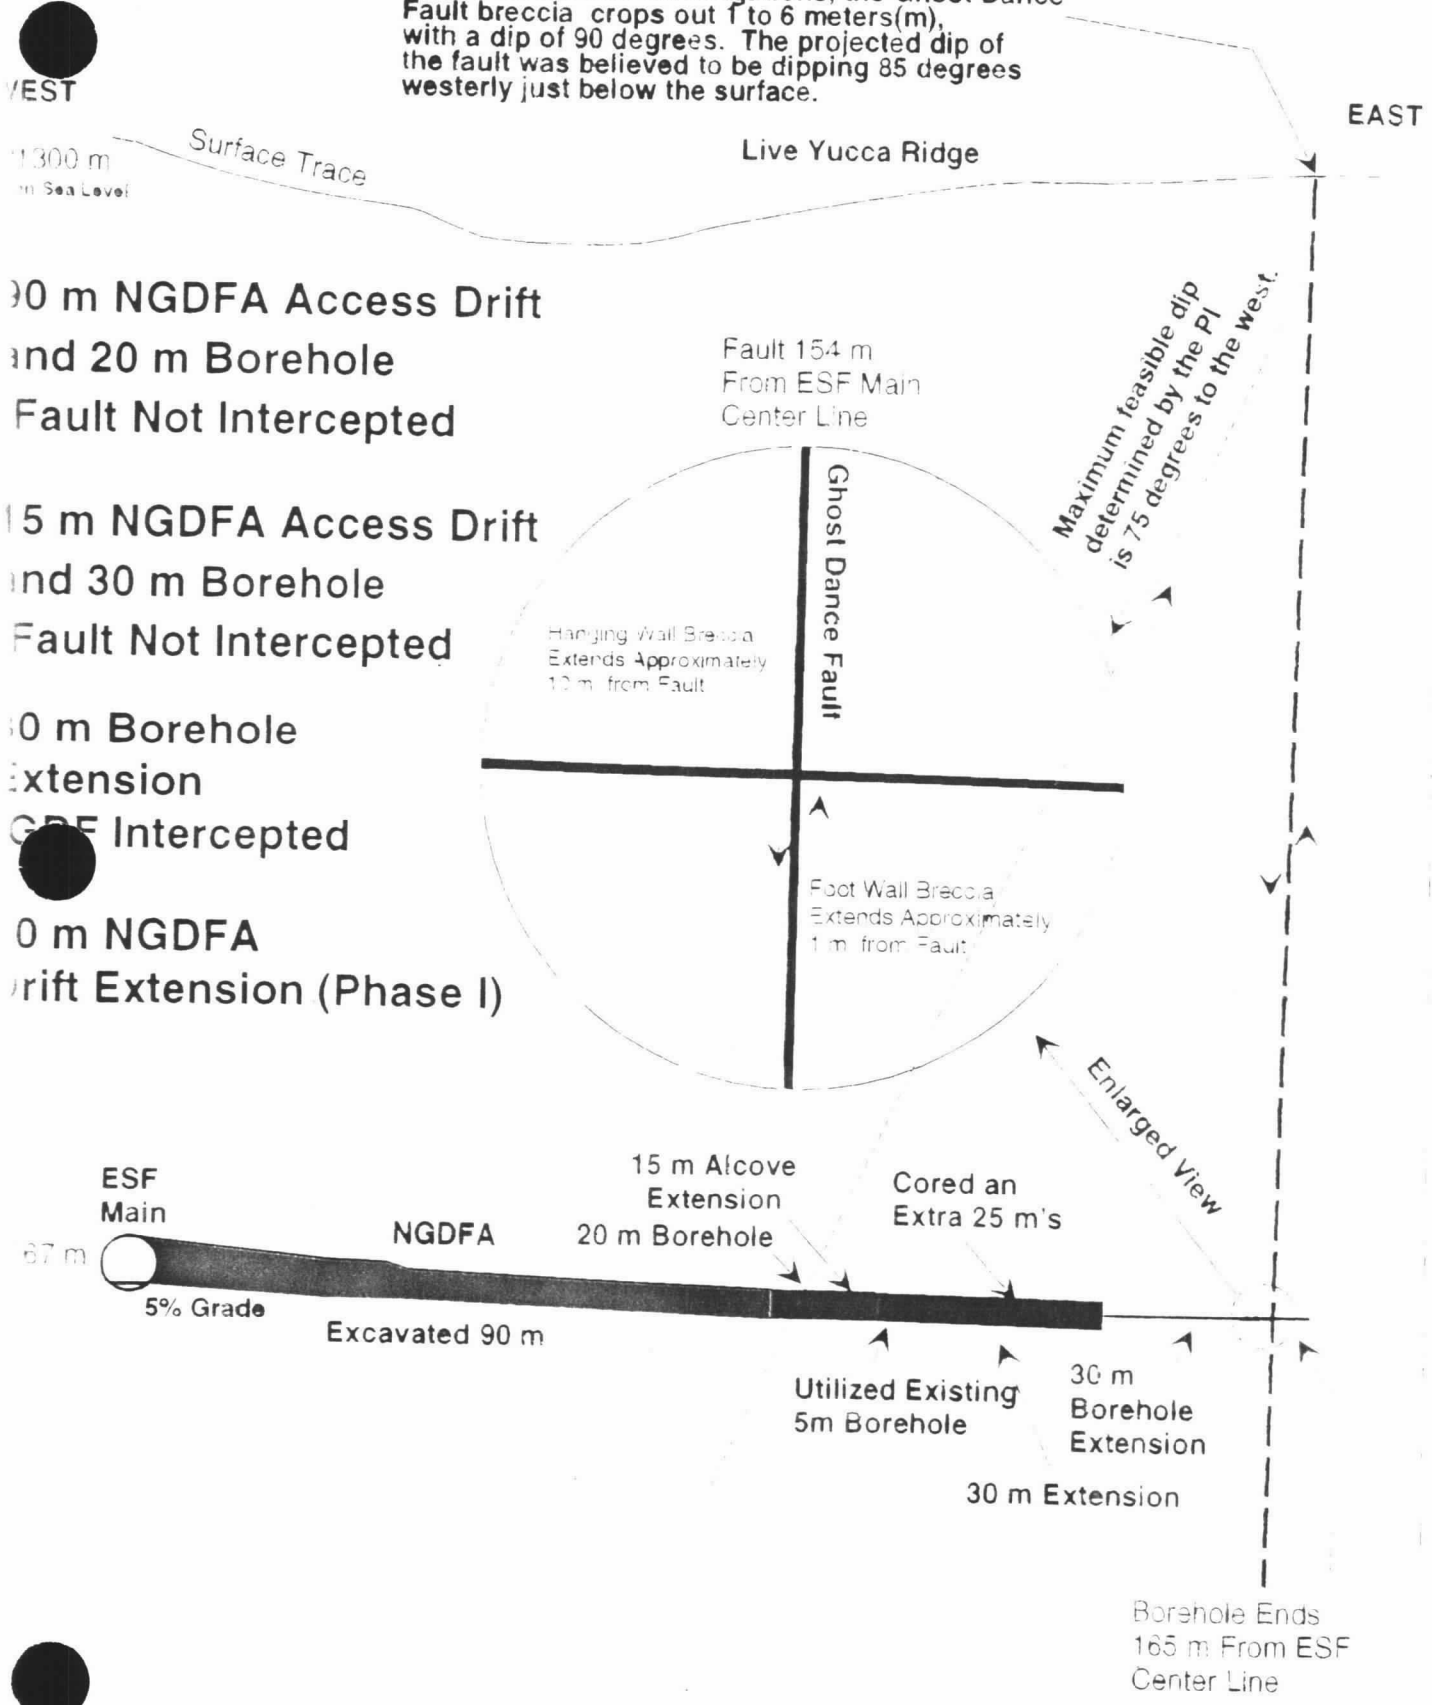 Fault breccia crops out 1 to 6 meters(m),
with a dip of 90 degrees. The projected dip of
the fault was believed to be dipping 85 degrees
westerly just below the surface.
EST
EAST
1300 m
Sea Level
Surface Trace
Live Yucca Ridge
0 m NGDFA Access Drift
and 20 m Borehole
Fault Not Intercepted
Fault 154 m
From ESF Main
Center Line
Maximum feasible dip
determined by the PI
is 75 degrees to the west.
5 m NGDFA Access Drift
and 30 m Borehole
Fault Not Intercepted
Ghost Dance Fault
Hanging Wall Breccia
Extends Approximately
m from Fault
0 m Borehole
Extension
Intercepted
Foot Wall Breccia
Extends Approximately
1 m from Fault
0 m NGDFA
rift Extension (Phase I)
Enlarged View
ESF
Main
67 m
5% Grade
NGDFA
Excavated 90 m
15 m Alcove
Extension
20 m Borehole
Cored an
Extra 25 m's
Utilized Existing
5m Borehole
30 m
Borehole
Extension
30 m Extension
Borehole Ends
165 m From ESF
Center Line